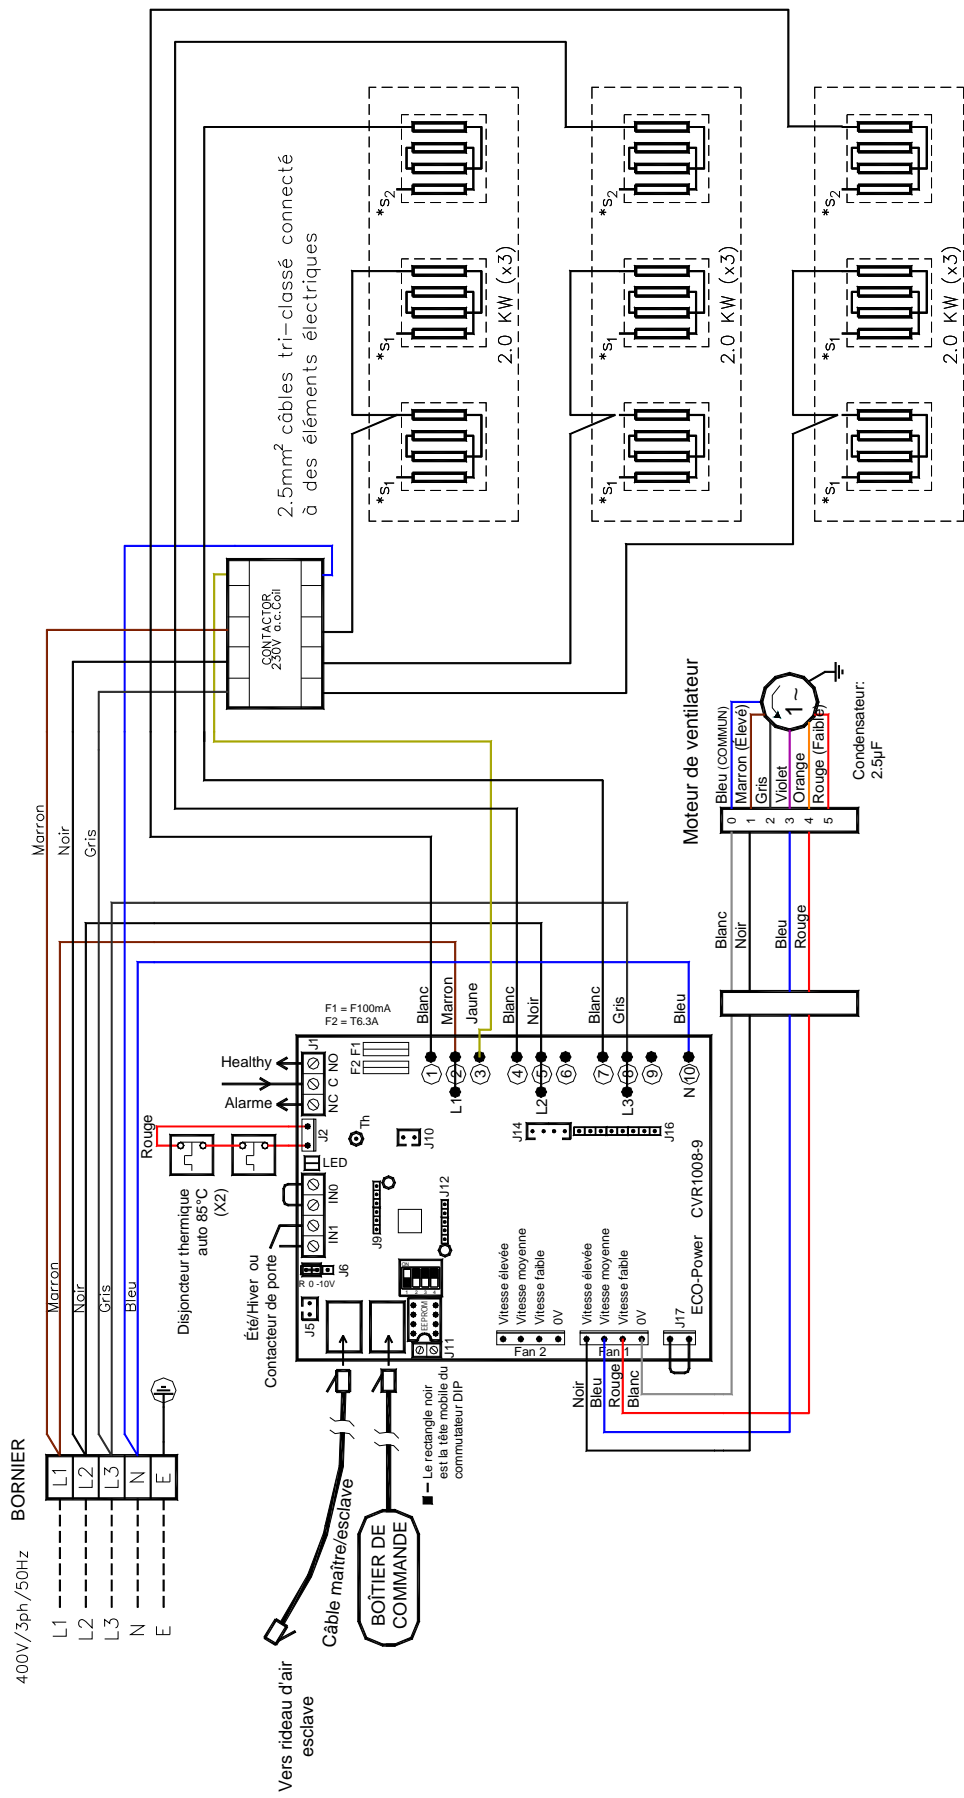 400V/3ph/50Hz
BORNIER
L1
L2
L3
N
E
L1
L2
L3
N
E
Marron
Noir
Gris
Bleu
Marron
Noir
Gris
Vers rideau d'air
esclave
Câble maître/esclave
BOÎTIER DE
COMMANDE
Le rectangle noir
est la tête mobile du
commutateur DIP
Disjoncteur thermique
auto 85°C
(X2)
Rouge
Été/Hiver ou
Contacteur de porte
Healthy
Alarme
NC C NO
J1
J2
LED
IN0
IN1
J6
R 0 -10V
J5
F1 = F100mA
F2 = T6.3A
F2 F1
Th
J10
J9
J12
ON
1 2 3 4
EEPROM
J11
J14
J16
L1
L2
L3
1
2
3
4
5
6
7
8
9
N 10
Blanc
Marron
Jaune
Blanc
Noir
Blanc
Gris
Bleu
Vitesse élevée
Vitesse moyenne
Vitesse faible
0V
Fan 2
Vitesse élevée
Vitesse moyenne
Vitesse faible
0V
Fan 1
J17
ECO-Power CVR1008-9
Noir
Bleu
Rouge
Blanc
Blanc
Noir
Bleu
Rouge
Moteur de ventilateur
0
1
2
3
4
5
Bleu (COMMUN)
Marron (Élevé)
Gris
Violet
Orange
Rouge (Faible)
1~
Condensateur:
2.5µF
CONTACTOR
230V a.c.Coil
2.5mm² câbles tri-classé connecté
à des éléments électriques
*S1
*S1
*S2
2.0 KW (x3)
*S1
*S1
*S2
2.0 KW (x3)
*S1
*S1
*S2
2.0 KW (x3)